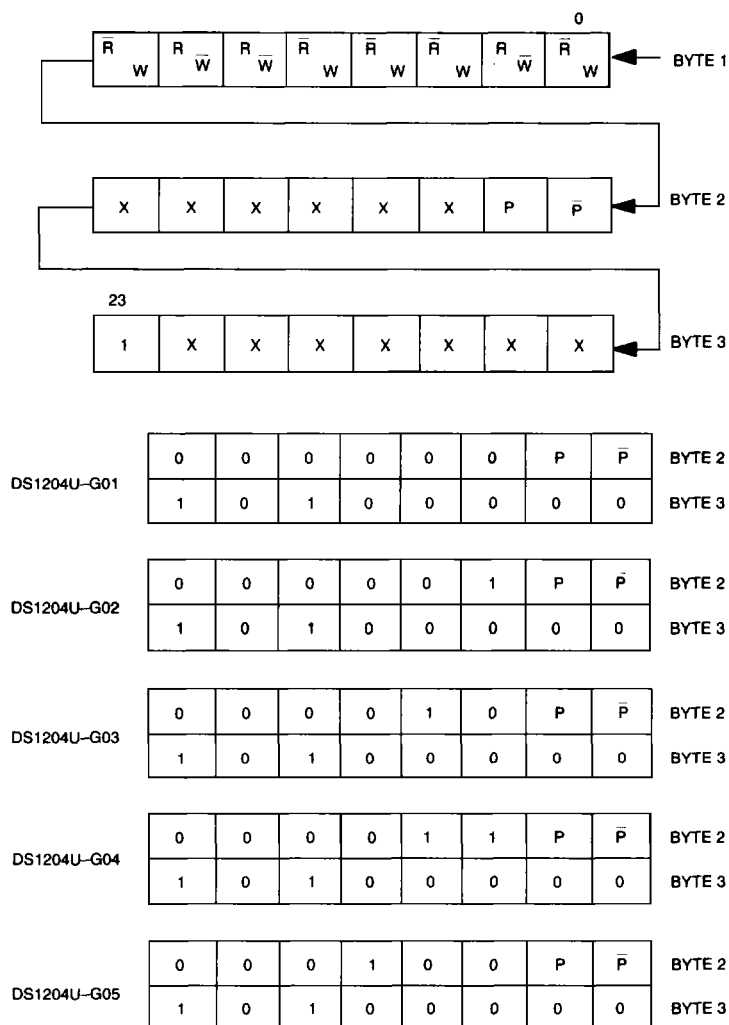 0
R̅ W R W̅ R W̅ R̅ W R̅ W R̅ W R W̅ R̅ W BYTE 1
X X X X X X P P̅ BYTE 2
23
1 X X X X X X X BYTE 3
0 0 0 0 0 0 P P̅ BYTE 2
DS1204U–G01
1 0 1 0 0 0 0 0 BYTE 3
0 0 0 0 0 1 P P̅ BYTE 2
DS1204U–G02
1 0 1 0 0 0 0 0 BYTE 3
0 0 0 0 1 0 P P̅ BYTE 2
DS1204U–G03
1 0 1 0 0 0 0 0 BYTE 3
0 0 0 0 1 1 P P̅ BYTE 2
DS1204U–G04
1 0 1 0 0 0 0 0 BYTE 3
0 0 0 1 0 0 P P̅ BYTE 2
DS1204U–G05
1 0 1 0 0 0 0 0 BYTE 3